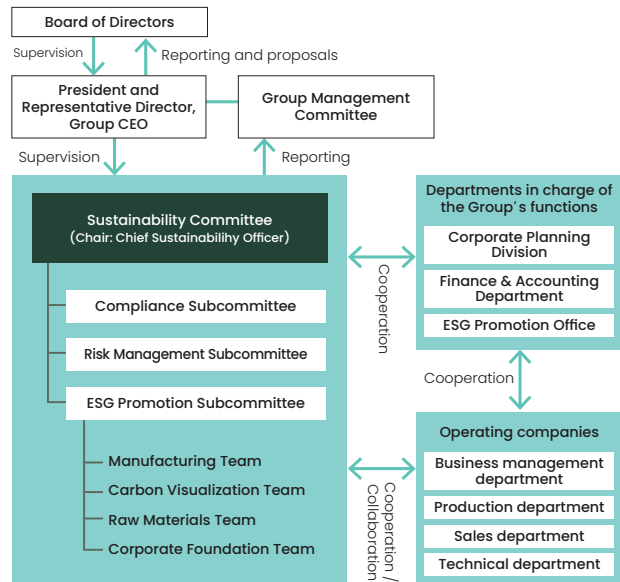 Board of Directors
Supervision
Reporting and proposals
President and
Representative Director,
Group CEO
Group Management
Committee
Supervision
Reporting
Sustainability Committee
(Chair: Chief Sustainabilihy Officer)
Compliance Subcommittee
Risk Management Subcommittee
ESG Promotion Subcommittee
Manufacturing Team
Carbon Visualization Team
Raw Materials Team
Corporate Foundation Team
Cooperation
Departments in charge of
the Group´s functions
Corporate Planning
Division
Finance & Accounting
Department
ESG Promotion Office
Cooperation
Cooperation /
Collaboration
Operating companies
Business management
department
Production department
Sales department
Technical department